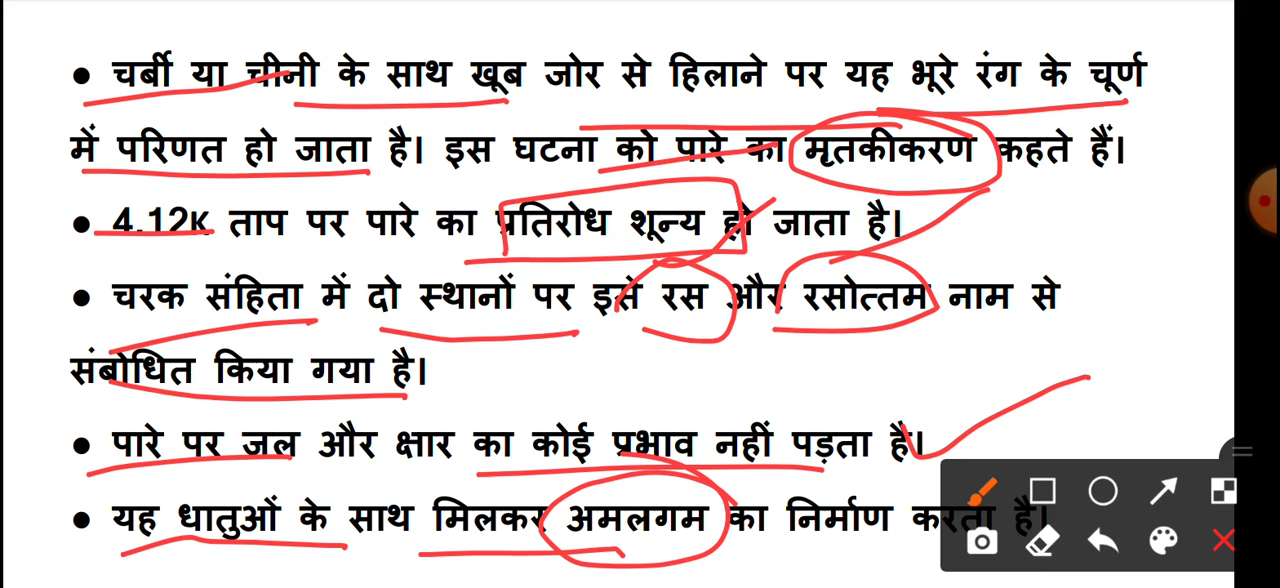 ● चर्बी या चीनी के साथ खूब जोर से हिलाने पर यह भूरे रंग के चूर्ण
में परिणत हो जाता है। इस घटना को पारे का मृतकीकरण कहते हैं।
● 4.12K ताप पर पारे का प्रतिरोध शून्य हो जाता है।
● चरक संहिता में दो स्थानों पर इसे रस और रसोत्तम नाम से
संबोधित किया गया है।
● पारे पर जल और क्षार का कोई प्रभाव नहीं पड़ता है।
● यह धातुओं के साथ मिलकर अमलगम का निर्माण करता है।